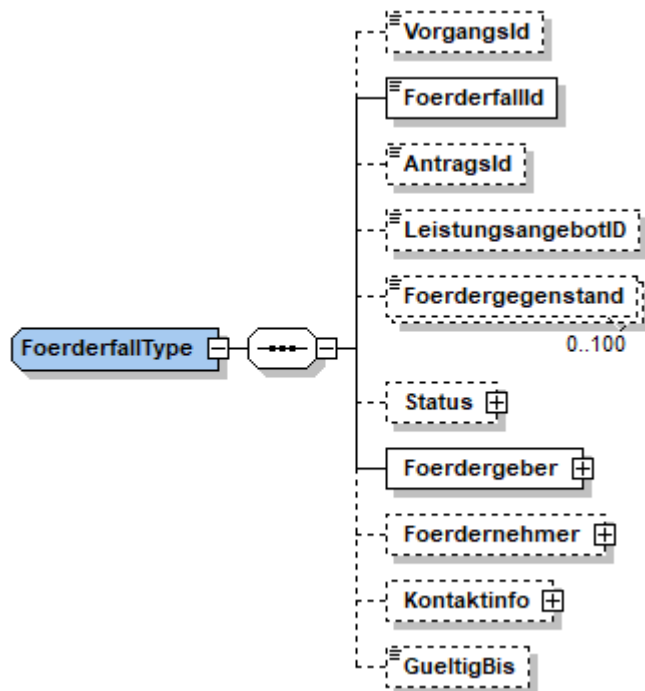 VorgangsId
FoerderfallId
AntragsId
LeistungsangebotID
Foerdergegenstand
0..100
FoerderfallType
Status
Foerdergeber
Foerdernehmer
Kontaktinfo
GueltigBis